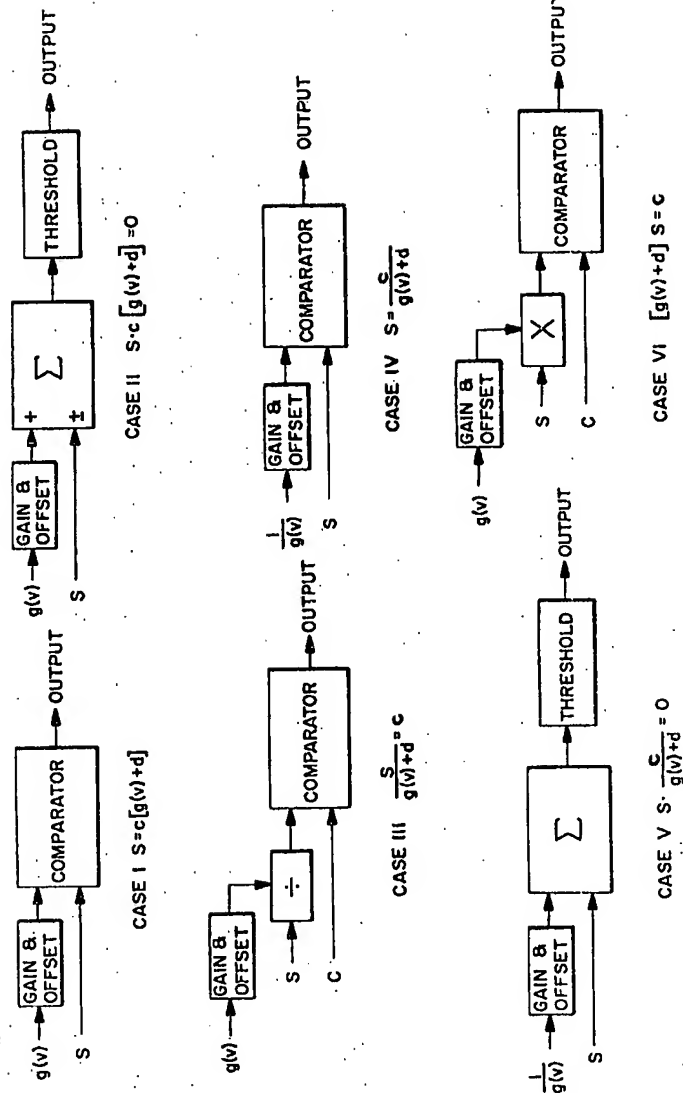 g(v)
GAIN &
OFFSET
S
COMPARATOR
OUTPUT
CASE I S=c[g(v)+d]
g(v)
GAIN &
OFFSET
S
+
±
Σ
THRESHOLD
OUTPUT
CASE II S·c [g(v)+d]=0
g(v)
GAIN &
OFFSET
S
÷
C
COMPARATOR
OUTPUT
CASE III S/g(v)+d = c
1/g(v)
GAIN &
OFFSET
S
COMPARATOR
OUTPUT
CASE IV S= c/g(v)+d
1/g(v)
GAIN &
OFFSET
S
Σ
THRESHOLD
OUTPUT
CASE V S· c/g(v)+d =0
g(v)
GAIN &
OFFSET
S
X
C
COMPARATOR
OUTPUT
CASE VI [g(v)+d] S=c